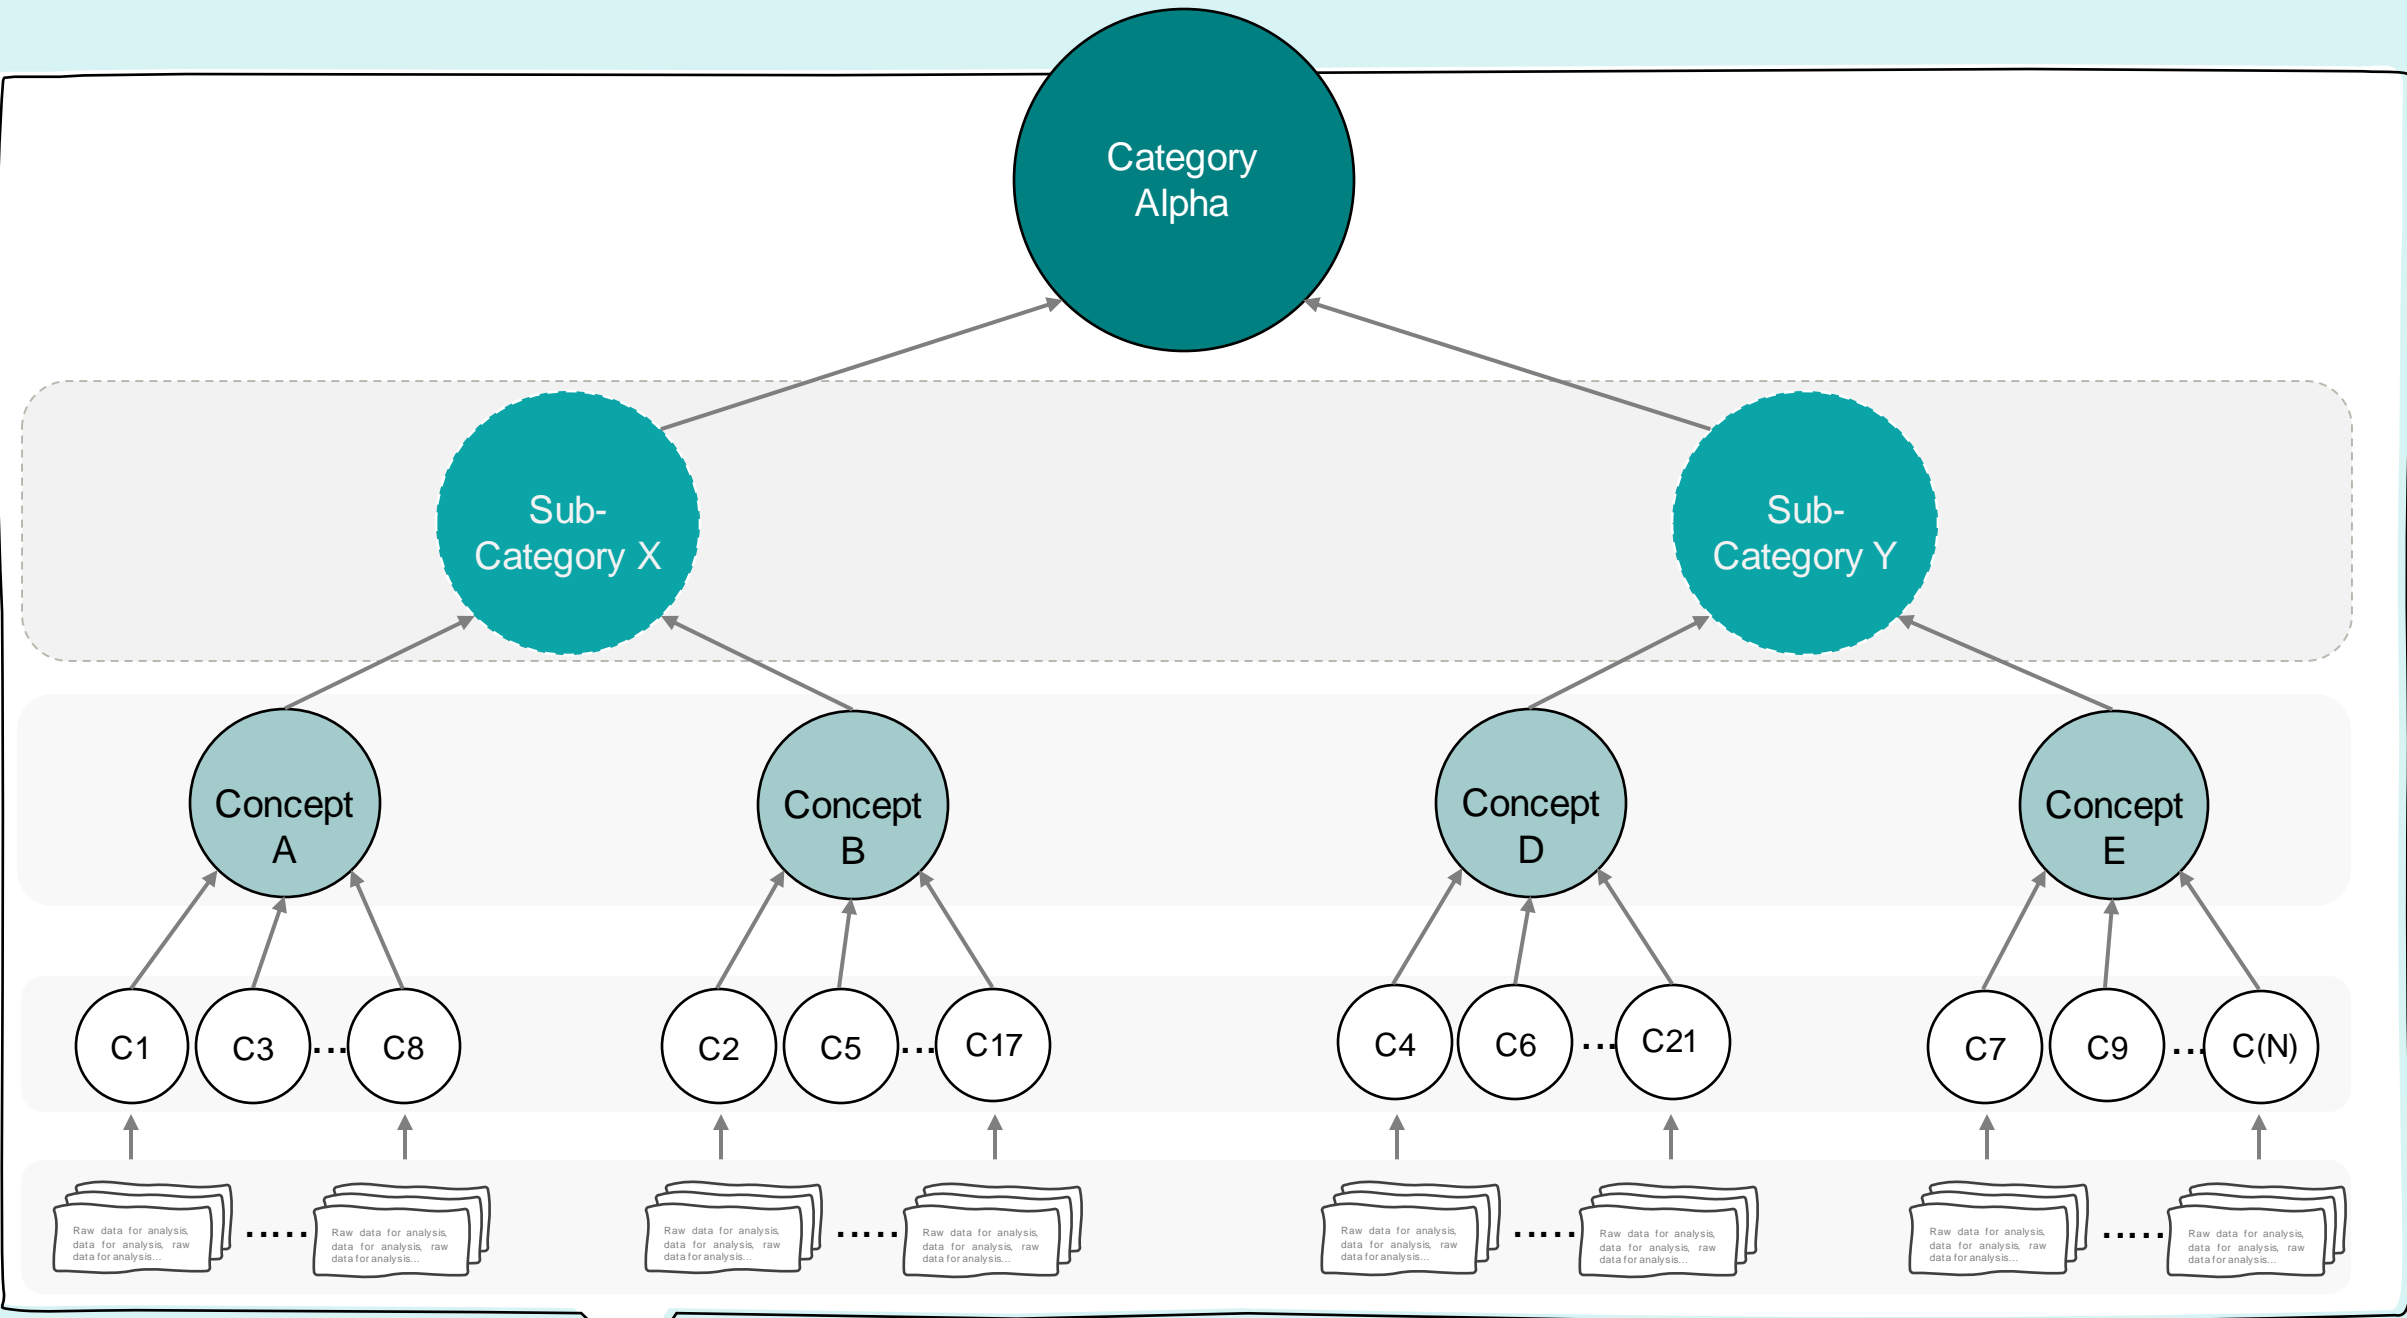 Category
Alpha
Sub-
Category X
Sub-
Category Y
Concept
A
Concept
B
Concept
D
Concept
E
C1
C3
...
C8
C2
C5
...
C17
C4
C6
...
C21
C7
C9
...
C(N)
Raw data for analysis,
data for analysis, raw
data for analysis...
.....
Raw data for analysis,
data for analysis, raw
data for analysis...
Raw data for analysis,
data for analysis, raw
data for analysis...
.....
Raw data for analysis,
data for analysis, raw
data for analysis...
Raw data for analysis,
data for analysis, raw
data for analysis...
.....
Raw data for analysis,
data for analysis, raw
data for analysis...
Raw data for analysis,
data for analysis, raw
data for analysis...
.....
Raw data for analysis,
data for analysis, raw
data for analysis...